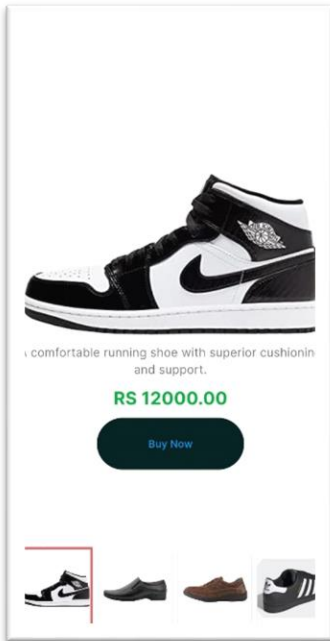 comfortable running shoe with superior cushionin
and support.
RS 12000.00
Buy Now